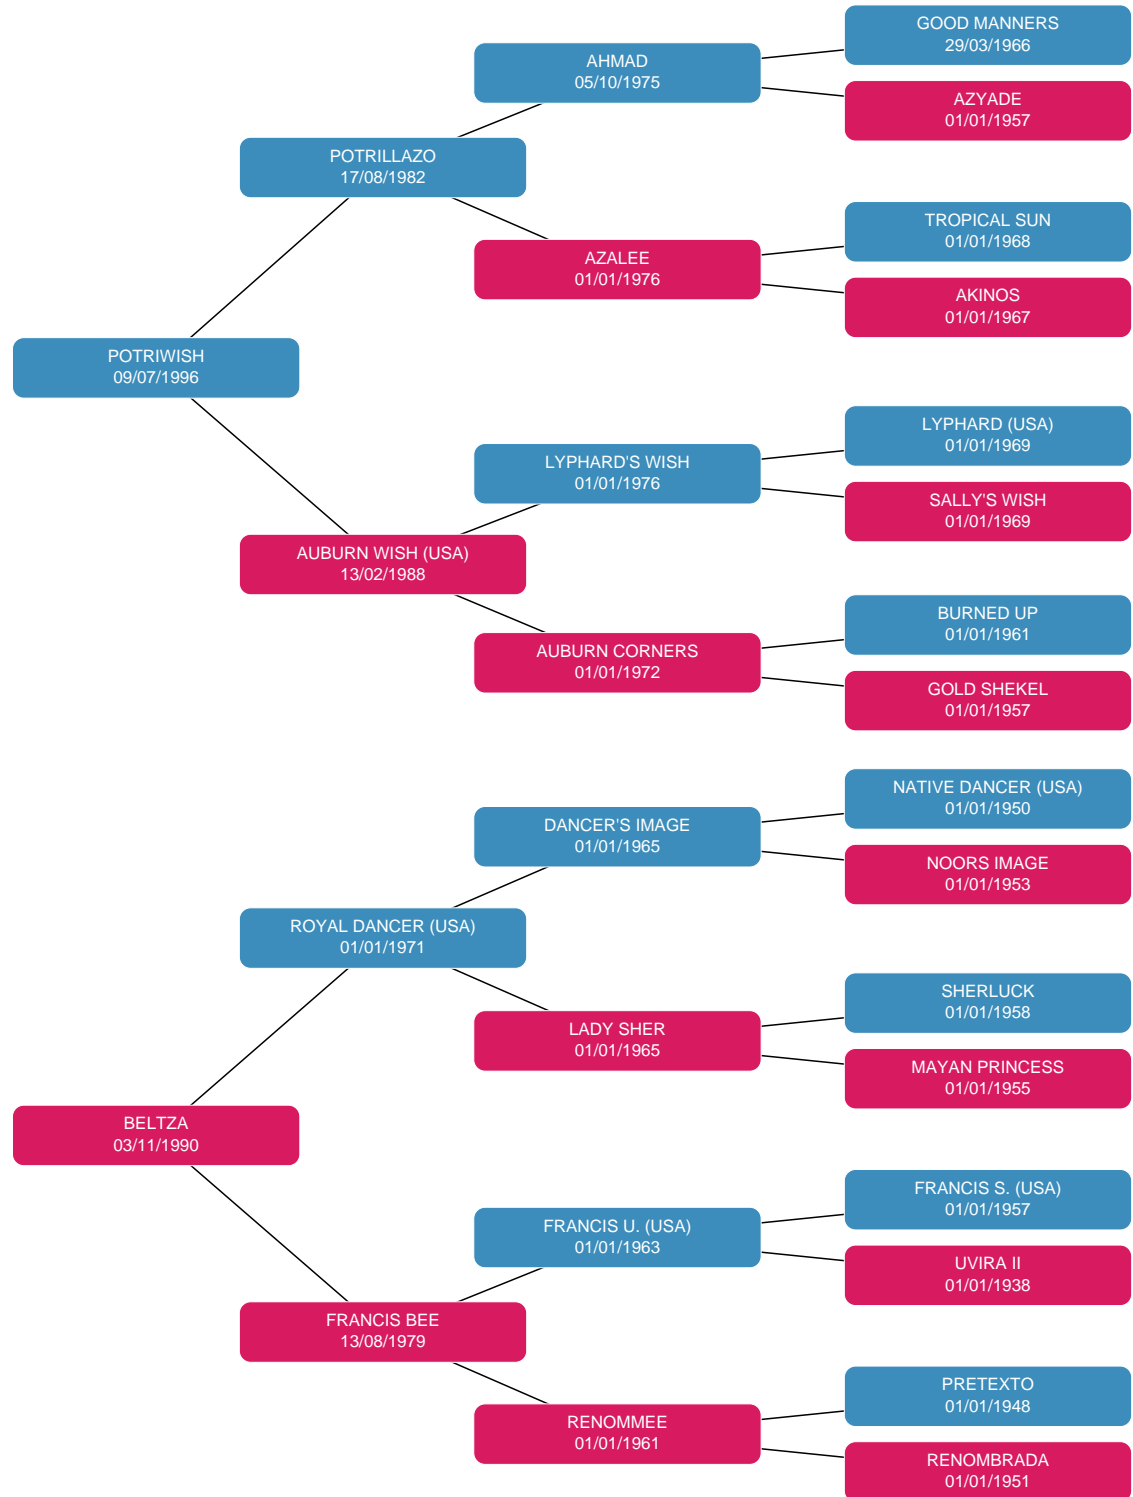 GOOD MANNERS
29/03/1966
AHMAD
05/10/1975
AZYADE
01/01/1957
POTRILLAZO
17/08/1982
TROPICAL SUN
01/01/1968
AZALEE
01/01/1976
AKINOS
01/01/1967
POTRIWISH
09/07/1996
LYPHARD (USA)
01/01/1969
LYPHARD'S WISH
01/01/1976
SALLY'S WISH
01/01/1969
AUBURN WISH (USA)
13/02/1988
BURNED UP
01/01/1961
AUBURN CORNERS
01/01/1972
GOLD SHEKEL
01/01/1957
NATIVE DANCER (USA)
01/01/1950
DANCER'S IMAGE
01/01/1965
NOORS IMAGE
01/01/1953
ROYAL DANCER (USA)
01/01/1971
SHERLUCK
01/01/1958
LADY SHER
01/01/1965
MAYAN PRINCESS
01/01/1955
BELTZA
03/11/1990
FRANCIS S. (USA)
01/01/1957
FRANCIS U. (USA)
01/01/1963
UVIRA II
01/01/1938
FRANCIS BEE
13/08/1979
PRETEXTO
01/01/1948
RENOMMEE
01/01/1961
RENOMBRADA
01/01/1951